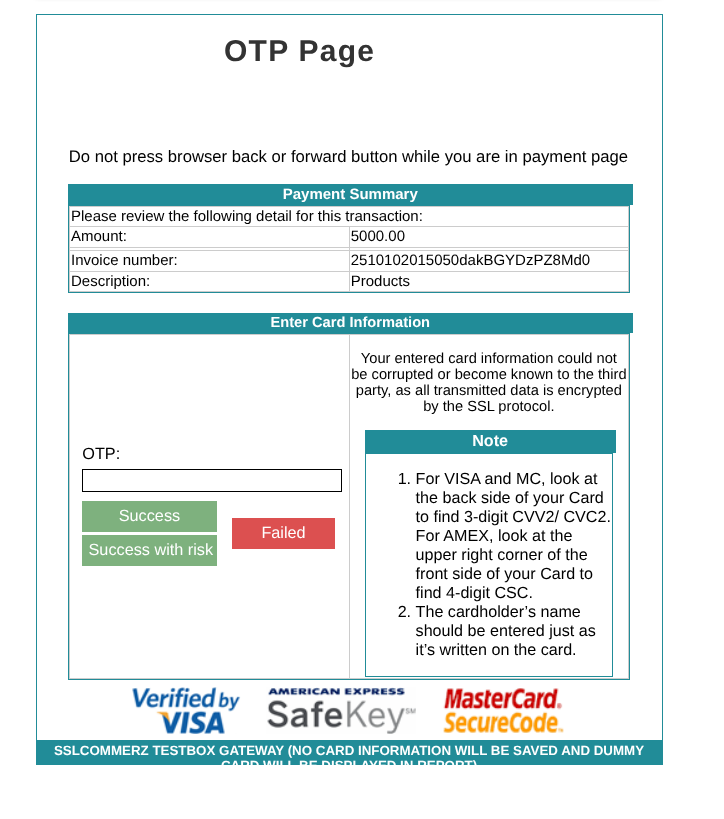 OTP Page
Do not press browser back or forward button while you are in payment page
Payment Summary
Please review the following detail for this transaction:
Amount: 5000.00
Invoice number: 2510102015050dakBGYDzPZ8Md0
Description: Products
Enter Card Information
Your entered card information could not
be corrupted or become known to the third
party, as all transmitted data is encrypted
by the SSL protocol.
OTP:
Success
Success with risk
Failed
Note
1. For VISA and MC, look at
the back side of your Card
to find 3-digit CVV2/ CVC2.
For AMEX, look at the
upper right corner of the
front side of your Card to
find 4-digit CSC.
2. The cardholder’s name
should be entered just as
it’s written on the card.
Verified by
VISA
AMERICAN EXPRESS
SafeKey℠
MasterCard.
SecureCode.
SSLCOMMERZ TESTBOX GATEWAY (NO CARD INFORMATION WILL BE SAVED AND DUMMY
CARD WILL BE DISPLAYED IN REPORT)